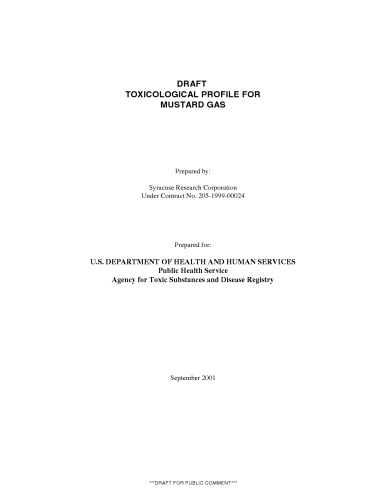 DRAFT
TOXICOLOGICAL PROFILE FOR
MUSTARD GAS
Prepared by:
Syracuse Research Corporation
Under Contract No. 205-1999-00024
Prepared for:
U.S. DEPARTMENT OF HEALTH AND HUMAN SERVICES
Public Health Service
Agency for Toxic Substances and Disease Registry
September 2001
***DRAFT FOR PUBLIC COMMENT***